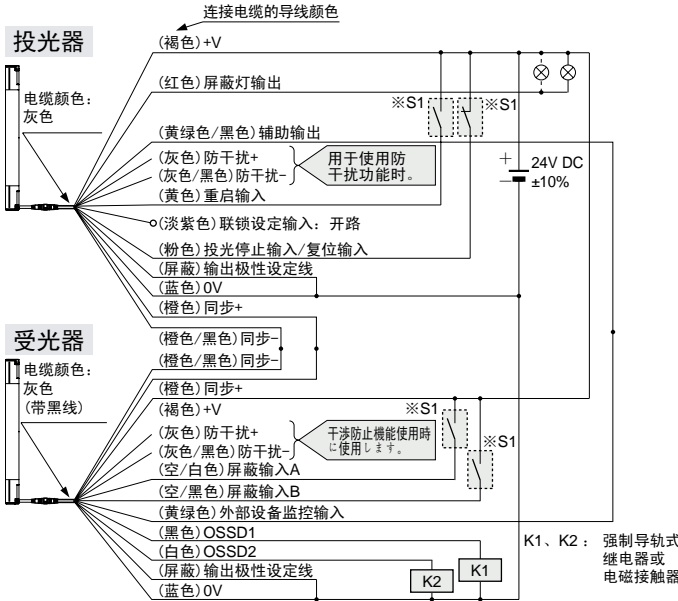 连接电缆的导线颜色
投光器
(褐色)+V
(红色)屏蔽灯输出
电缆颜色：
灰色
※S1
※S1
(黄绿色/黑色)辅助输出
(灰色)防干扰+
(灰色/黑色)防干扰-
用于使用防
干扰功能时。
+
24V DC
−
±10%
(黄色)重启输入
(淡紫色)联锁设定输入：开路
(粉色)投光停止输入/复位输入
(屏蔽)输出极性设定线
(蓝色)0V
(橙色)同步+
(橙色/黑色)同步-
受光器
(橙色/黑色)同步-
电缆颜色：
灰色
(带黑线)
(橙色)同步+
(褐色)+V
※S1
(灰色)防干扰+
(灰色/黑色)防干扰-
干涉防止機能使用時
に使用します。
※S1
(空/白色)屏蔽输入A
(空/黑色)屏蔽输入B
(黄绿色)外部设备监控输入
(黑色)OSSD1
(白色)OSSD2
(屏蔽)输出极性设定线
(蓝色)0V
K2
K1
K1、K2：强制导轨式
继电器或
电磁接触器